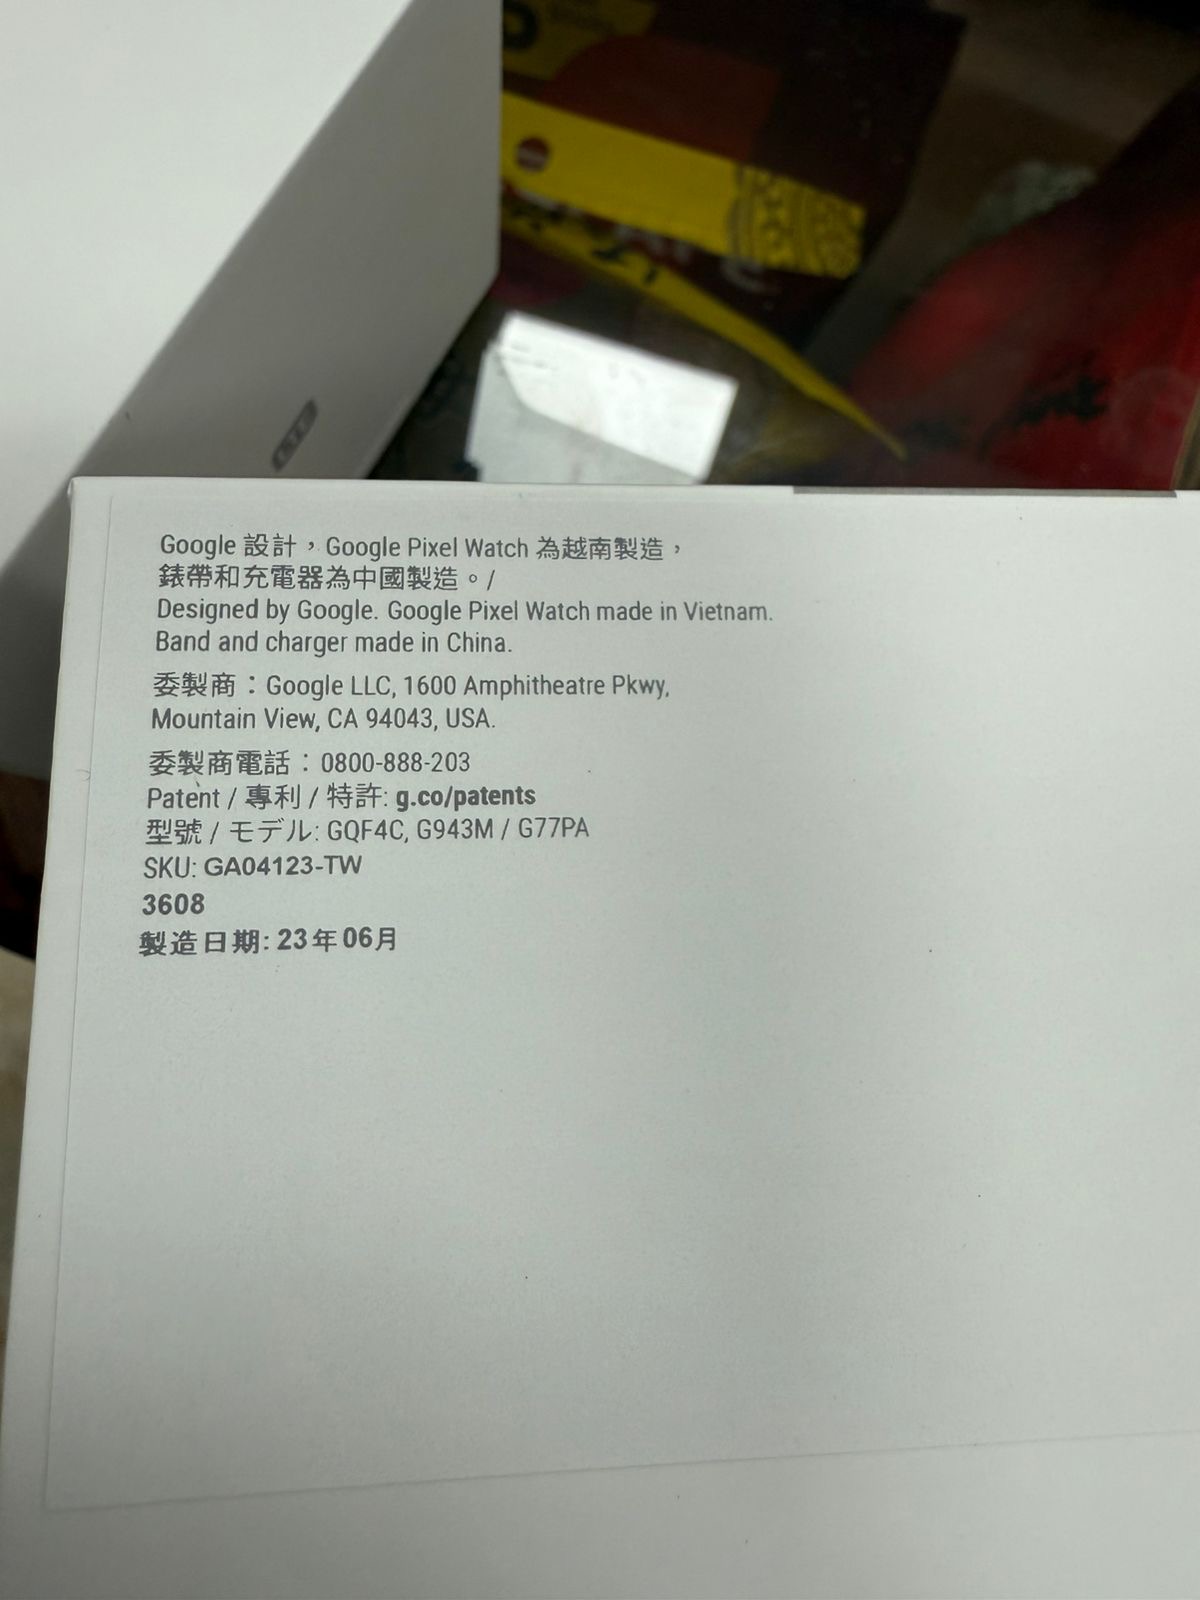 Google 設計，Google Pixel Watch 為越南製造，
錶帶和充電器為中國製造。/
Designed by Google. Google Pixel Watch made in Vietnam.
Band and charger made in China.
委製商：Google LLC, 1600 Amphitheatre Pkwy,
Mountain View, CA 94043, USA.
委製商電話：0800-888-203
Patent / 專利 / 特許: g.co/patents
型號 / モデル: GQF4C, G943M / G77PA
SKU: GA04123-TW
3608
製造日期: 23年06月